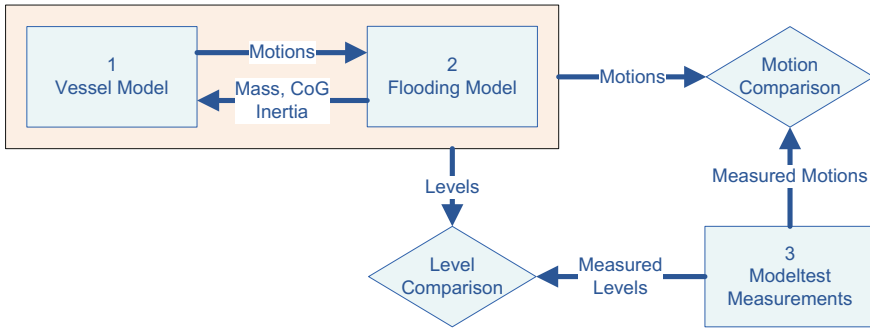 1
Vessel Model
Motions
Mass, CoG
Inertia
2
Flooding Model
Motions
Motion
Comparison
Levels
Measured Motions
Level
Comparison
Measured
Levels
3
Modeltest
Measurements